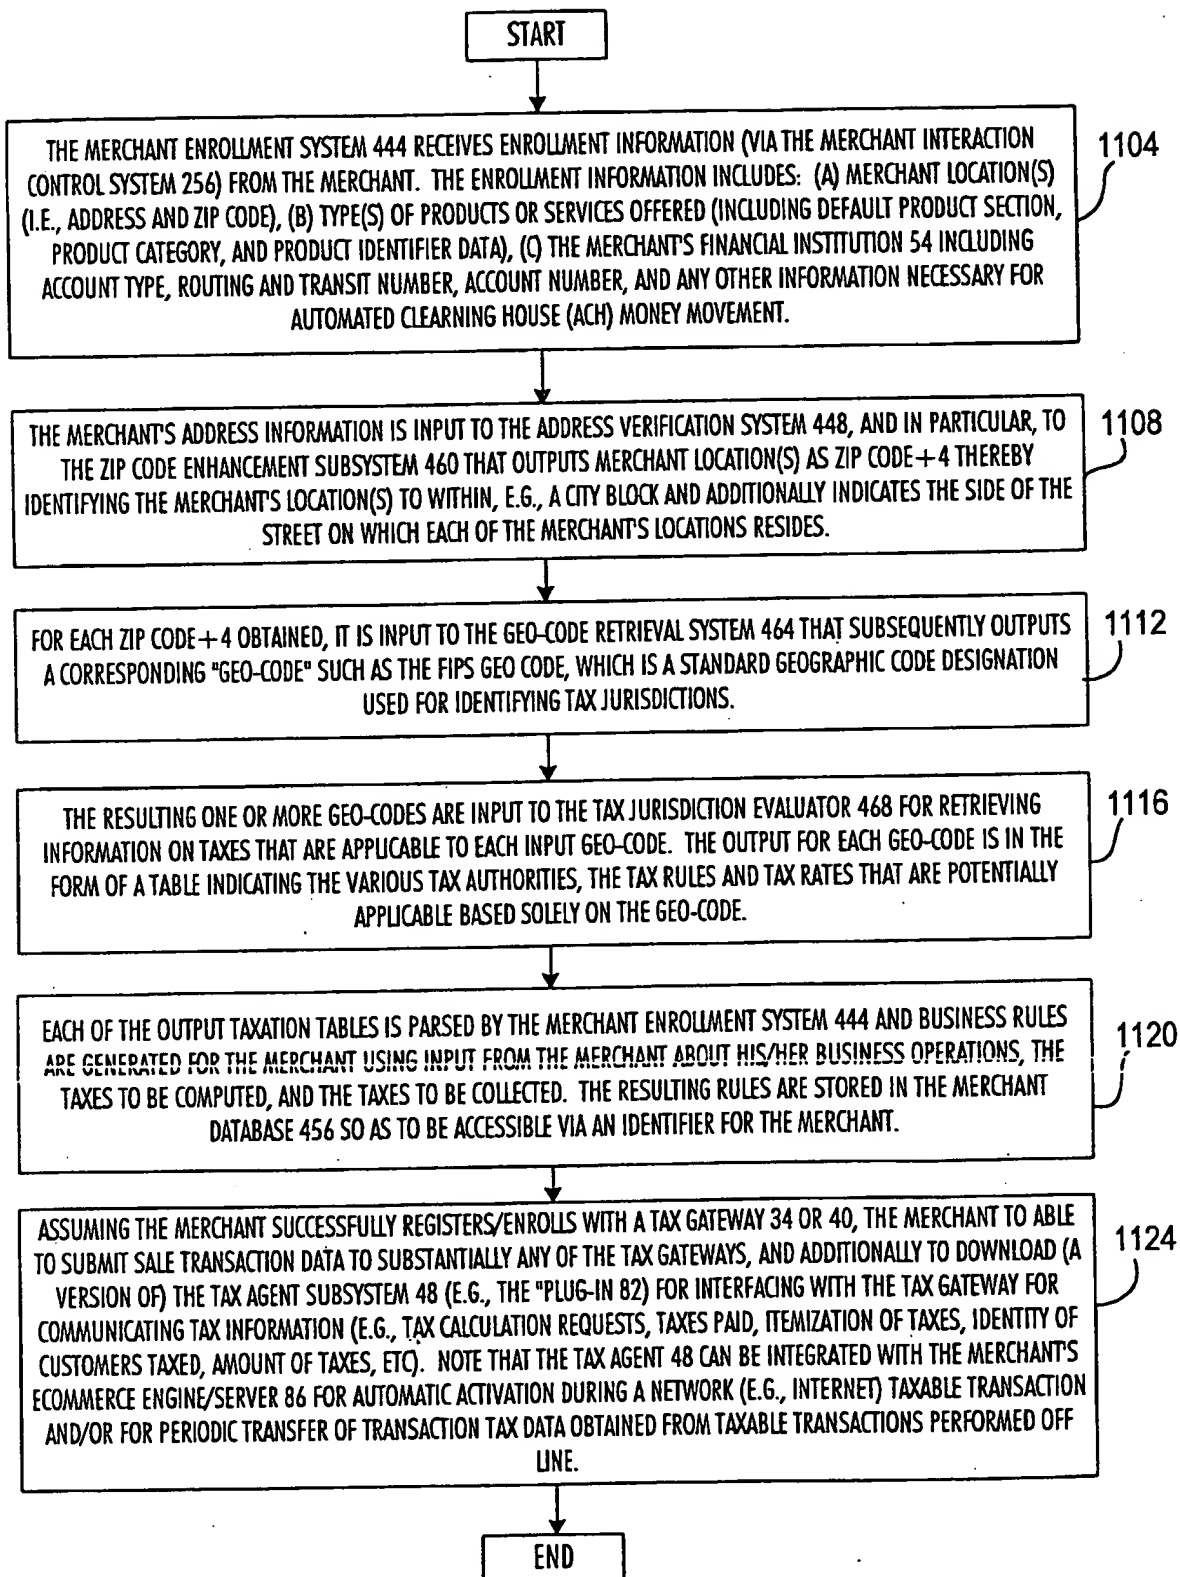 START
THE MERCHANT ENROLLMENT SYSTEM 444 RECEIVES ENROLLMENT INFORMATION (VIA THE MERCHANT INTERACTION
CONTROL SYSTEM 256) FROM THE MERCHANT. THE ENROLLMENT INFORMATION INCLUDES: (A) MERCHANT LOCATION(S)
(I.E., ADDRESS AND ZIP CODE), (B) TYPE(S) OF PRODUCTS OR SERVICES OFFERED (INCLUDING DEFAULT PRODUCT SECTION,
PRODUCT CATEGORY, AND PRODUCT IDENTIFIER DATA), (C) THE MERCHANT'S FINANCIAL INSTITUTION 54 INCLUDING
ACCOUNT TYPE, ROUTING AND TRANSIT NUMBER, ACCOUNT NUMBER, AND ANY OTHER INFORMATION NECESSARY FOR
AUTOMATED CLEARNING HOUSE (ACH) MONEY MOVEMENT.
1104
THE MERCHANT'S ADDRESS INFORMATION IS INPUT TO THE ADDRESS VERIFICATION SYSTEM 448, AND IN PARTICULAR, TO
THE ZIP CODE ENHANCEMENT SUBSYSTEM 460 THAT OUTPUTS MERCHANT LOCATION(S) AS ZIP CODE+4 THEREBY
IDENTIFYING THE MERCHANT'S LOCATION(S) TO WITHIN, E.G., A CITY BLOCK AND ADDITIONALLY INDICATES THE SIDE OF THE
STREET ON WHICH EACH OF THE MERCHANT'S LOCATIONS RESIDES.
1108
FOR EACH ZIP CODE+4 OBTAINED, IT IS INPUT TO THE GEO-CODE RETRIEVAL SYSTEM 464 THAT SUBSEQUENTLY OUTPUTS
A CORRESPONDING "GEO-CODE" SUCH AS THE FIPS GEO CODE, WHICH IS A STANDARD GEOGRAPHIC CODE DESIGNATION
USED FOR IDENTIFYING TAX JURISDICTIONS.
1112
THE RESULTING ONE OR MORE GEO-CODES ARE INPUT TO THE TAX JURISDICTION EVALUATOR 468 FOR RETRIEVING
INFORMATION ON TAXES THAT ARE APPLICABLE TO EACH INPUT GEO-CODE. THE OUTPUT FOR EACH GEO-CODE IS IN THE
FORM OF A TABLE INDICATING THE VARIOUS TAX AUTHORITIES, THE TAX RULES AND TAX RATES THAT ARE POTENTIALLY
APPLICABLE BASED SOLELY ON THE GEO-CODE.
1116
EACH OF THE OUTPUT TAXATION TABLES IS PARSED BY THE MERCHANT ENROLLMENT SYSTEM 444 AND BUSINESS RULES
ARE GENERATED FOR THE MERCHANT USING INPUT FROM THE MERCHANT ABOUT HIS/HER BUSINESS OPERATIONS, THE
TAXES TO BE COMPUTED, AND THE TAXES TO BE COLLECTED. THE RESULTING RULES ARE STORED IN THE MERCHANT
DATABASE 456 SO AS TO BE ACCESSIBLE VIA AN IDENTIFIER FOR THE MERCHANT.
1120
ASSUMING THE MERCHANT SUCCESSFULLY REGISTERS/ENROLLS WITH A TAX GATEWAY 34 OR 40, THE MERCHANT TO ABLE
TO SUBMIT SALE TRANSACTION DATA TO SUBSTANTIALLY ANY OF THE TAX GATEWAYS, AND ADDITIONALLY TO DOWNLOAD (A
VERSION OF) THE TAX AGENT SUBSYSTEM 48 (E.G., THE "PLUG-IN 82) FOR INTERFACING WITH THE TAX GATEWAY FOR
COMMUNICATING TAX INFORMATION (E.G., TAX CALCULATION REQUESTS, TAXES PAID, ITEMIZATION OF TAXES, IDENTITY OF
CUSTOMERS TAXED, AMOUNT OF TAXES, ETC). NOTE THAT THE TAX AGENT 48 CAN BE INTEGRATED WITH THE MERCHANT'S
ECOMMERCE ENGINE/SERVER 86 FOR AUTOMATIC ACTIVATION DURING A NETWORK (E.G., INTERNET) TAXABLE TRANSACTION
AND/OR FOR PERIODIC TRANSFER OF TRANSACTION TAX DATA OBTAINED FROM TAXABLE TRANSACTIONS PERFORMED OFF
LINE.
1124
END